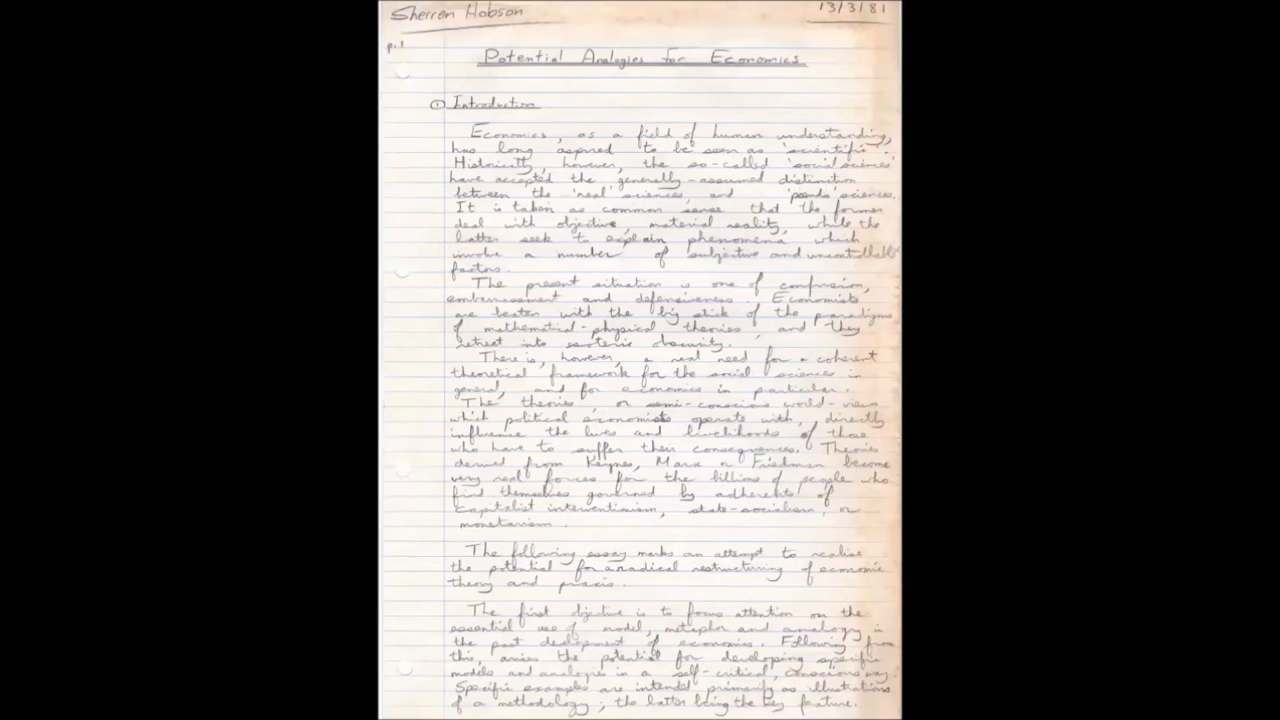 Sherren Hobson
13/3/81
p.1
Potential Analogies for Economics
① Introduction
Economics, as a field of human understanding,
has long aspired to be seen as 'scientific'.
Historically, however, the so-called 'social sciences'
have accepted the generally-assumed distinction
between the 'real' sciences, and 'pseudo' sciences.
It is taken as common sense that the former
deal with objective, material reality, while the
latter seek to explain phenomena which
involve a number of subjective and uncontrollable
factors.
The present situation is one of confusion,
embarrassment and defensiveness. Economists
are beaten with the big stick of the paradigms
of mathematical-physical theories, and they
retreat into esoteric obscurity.
There is, however, a real need for a coherent
theoretical framework for the social sciences in
general, and for economics in particular.
The theories, or semi-conscious world-views
which political economists operate with, directly
influence the lives and livelihoods of those
who have to suffer their consequences. Theories
derived from Keynes, Marx or Friedman become
very real forces for the billions of people who
find themselves governed by adherents of
Capitalist interventionism, state-socialism, or
monetarism.
The following essay marks an attempt to realise
the potential for a radical restructuring of economic
theory and praxis.
The first objective is to focus attention on the
essential use of model, metaphor and analogy in
the past development of economics. Following from
this, arises the potential for developing specific
models and analogies in a self-critical, conscious way.
Specific examples are intended primarily as illustrations
of a methodology; the latter being the key feature.